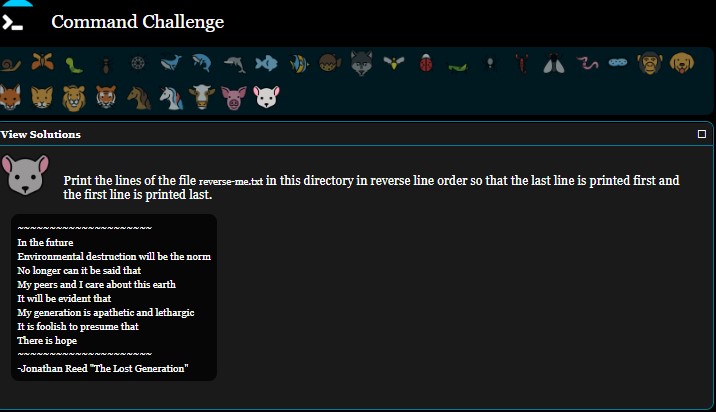 Command Challenge
View Solutions
Print the lines of the file reverse-me.txt in this directory in reverse line order so that the last line is printed first and
the first line is printed last.
~~~~~~~~~~~~~~~~~~~~~
In the future
Environmental destruction will be the norm
No longer can it be said that
My peers and I care about this earth
It will be evident that
My generation is apathetic and lethargic
It is foolish to presume that
There is hope
~~~~~~~~~~~~~~~~~~~~~
-Jonathan Reed "The Lost Generation"